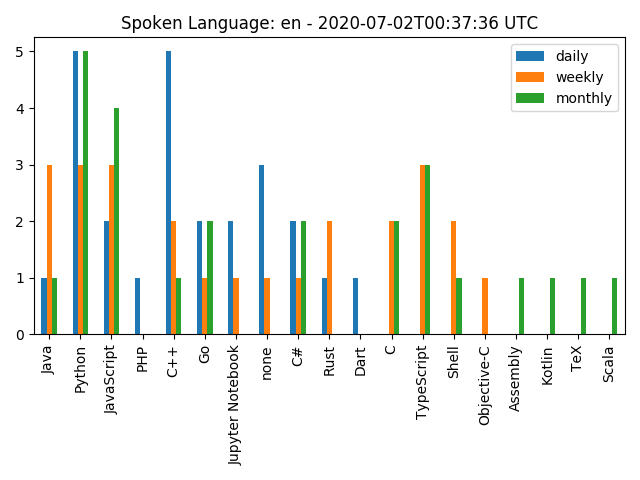 Spoken Language: en - 2020-07-02T00:37:36 UTC
daily
weekly
monthly
5
4
3
2
1
0
Java
Python
JavaScript
PHP
C++
Go
Jupyter Notebook
none
C#
Rust
Dart
C
TypeScript
Shell
Objective-C
Assembly
Kotlin
TeX
Scala